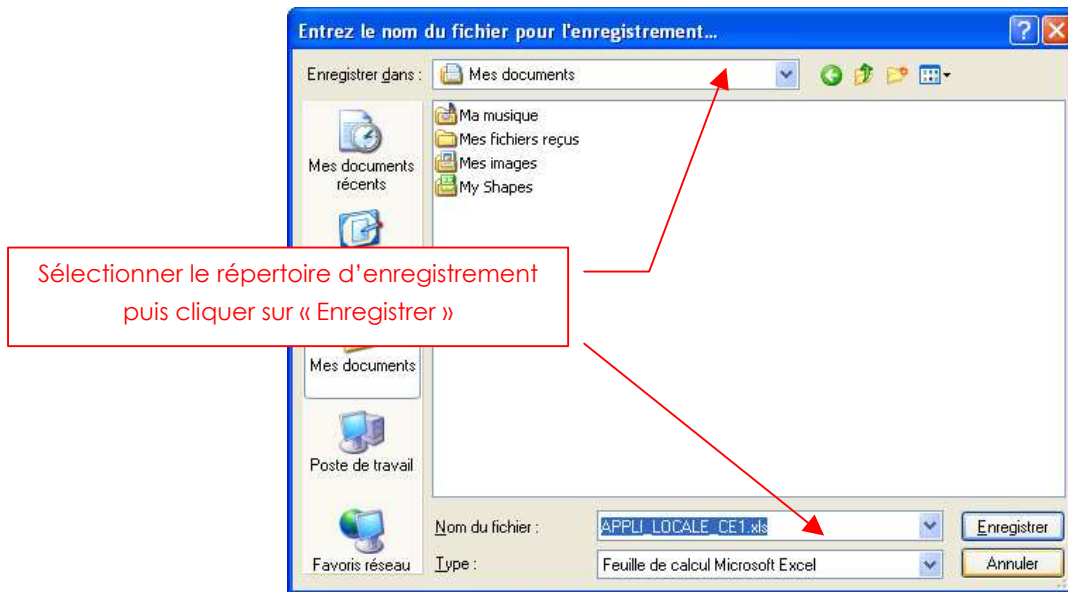 Entrez le nom du fichier pour l'enregistrement...
Enregistrer dans :
Mes documents
Ma musique
Mes fichiers reçus
Mes images
My Shapes
Mes documents
récents
Sélectionner le répertoire d’enregistrement
puis cliquer sur « Enregistrer »
Mes documents
Poste de travail
Favoris réseau
Nom du fichier :
APPLI_LOCALE_CE1.xls
Enregistrer
Type :
Feuille de calcul Microsoft Excel
Annuler